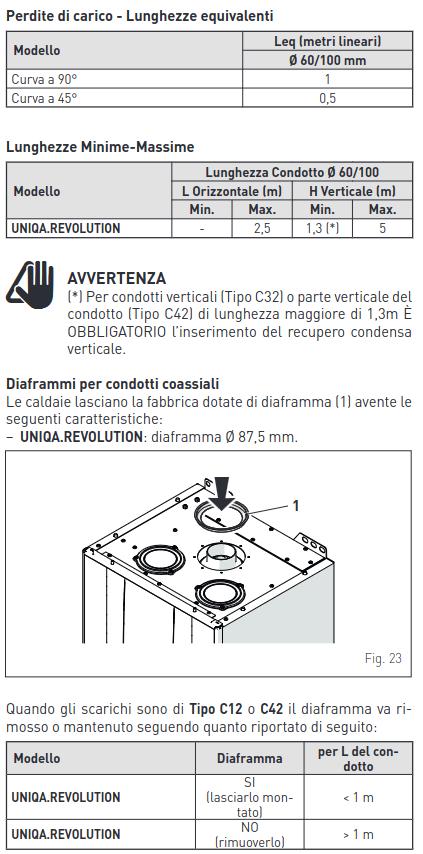 Perdite di carico - Lunghezze equivalenti
Modello
Leq (metri lineari)
Ø 60/100 mm
Curva a 90° 1
Curva a 45° 0,5
Lunghezze Minime-Massime
Modello
Lunghezza Condotto Ø 60/100
L Orizzontale (m) H Verticale (m)
Min. Max. Min. Max.
UNIQA.REVOLUTION - 2,5 1,3 (*) 5
AVVERTENZA
(*) Per condotti verticali (Tipo C32) o parte verticale del
condotto (Tipo C42) di lunghezza maggiore di 1,3m È
OBBLIGATORIO l'inserimento del recupero condensa
verticale.
Diaframmi per condotti coassiali
Le caldaie lasciano la fabbrica dotate di diaframma (1) avente le
seguenti caratteristiche:
– UNIQA.REVOLUTION: diaframma Ø 87,5 mm.
1
Fig. 23
Quando gli scarichi sono di Tipo C12 o C42 il diaframma va ri-
mosso o mantenuto seguendo quanto riportato di seguito:
Modello Diaframma per L del con-
dotto
UNIQA.REVOLUTION SI
(lasciarlo mon-
tato) < 1 m
UNIQA.REVOLUTION NO
(rimuoverlo) > 1 m